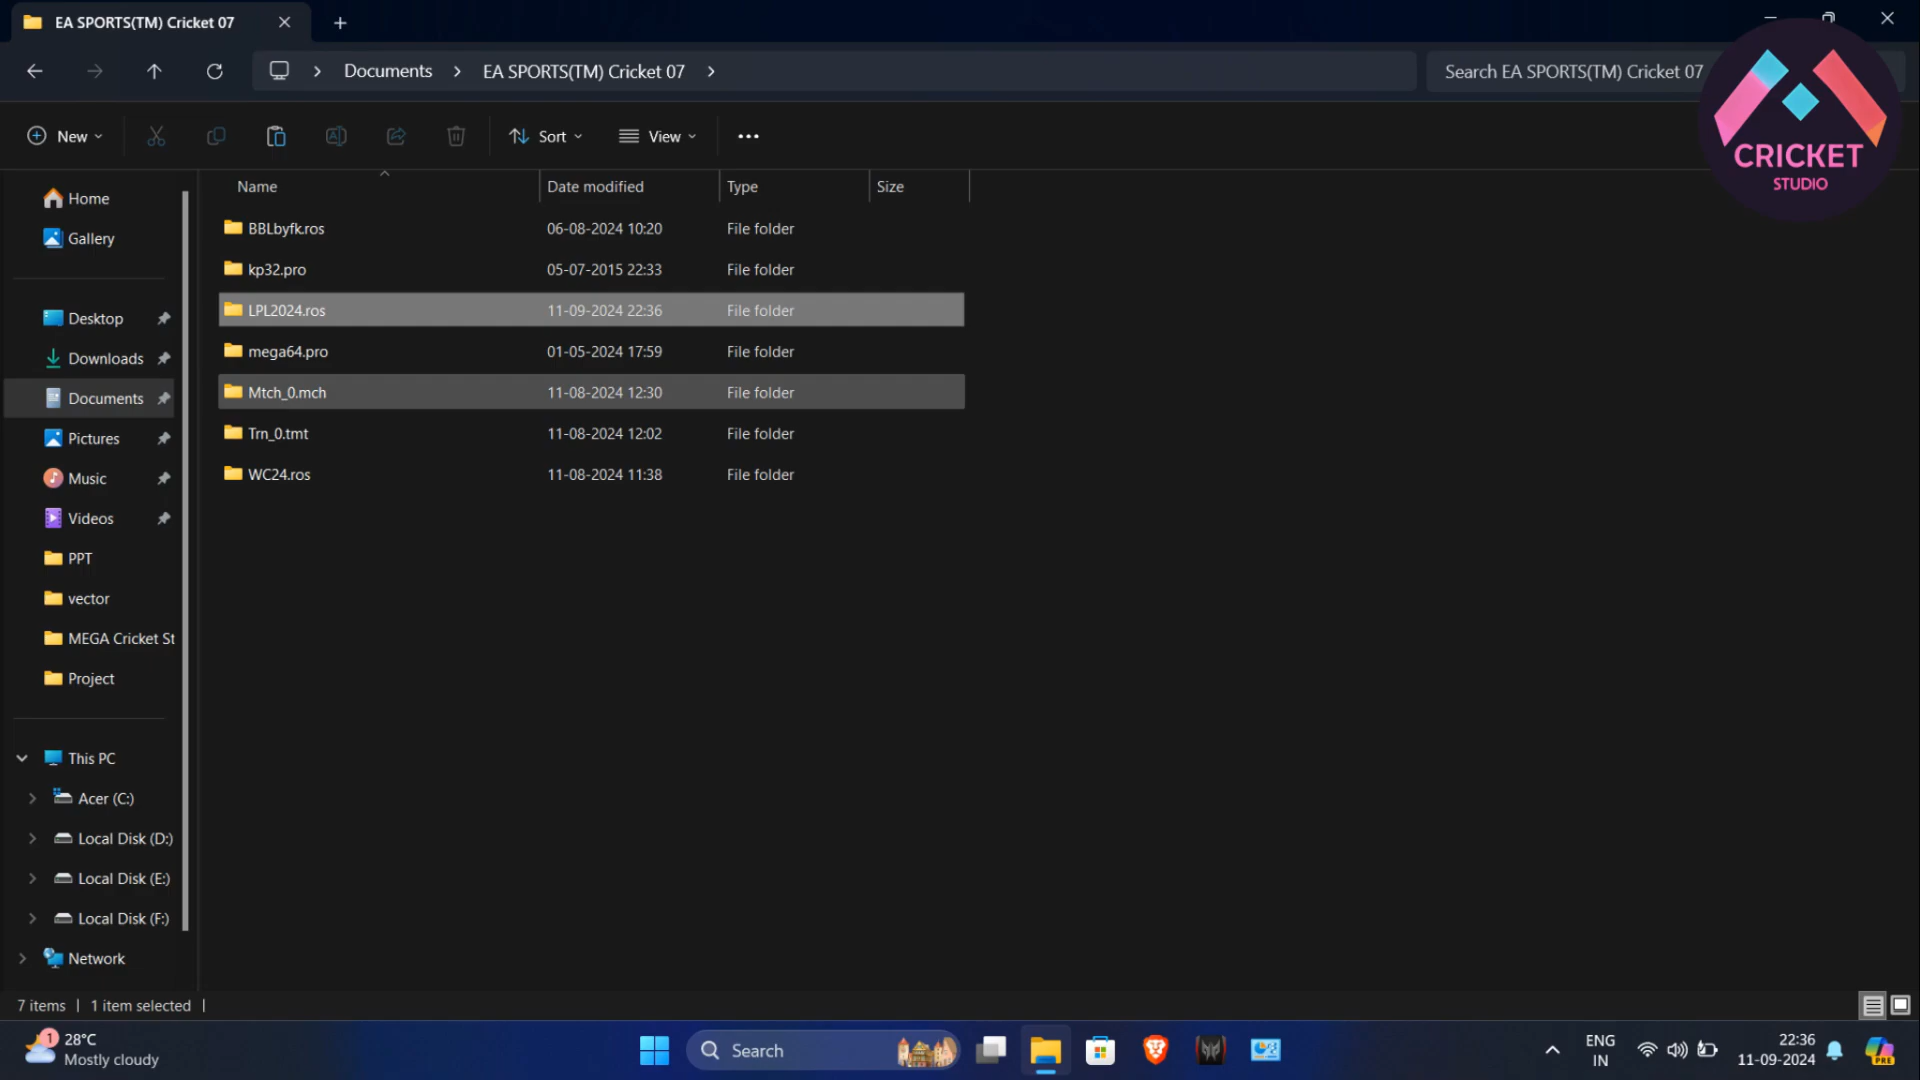 EA SPORTS(TM) Cricket 07
Documents
EA SPORTS(TM) Cricket 07
Search EA SPORTS(TM) Cricket 07
CRICKET
STUDIO
New
Sort
View
Name
Date modified
Type
Size
BBLbyfk.ros 06-08-2024 10:20 File folder
kp32.pro 05-07-2015 22:33 File folder
LPL2024.ros 11-09-2024 22:36 File folder
mega64.pro 01-05-2024 17:59 File folder
Mtch_0.mch 11-08-2024 12:30 File folder
Trn_0.tmt 11-08-2024 12:02 File folder
WC24.ros 11-08-2024 11:38 File folder
Home
Gallery
Desktop
Downloads
Documents
Pictures
Music
Videos
PPT
vector
MEGA Cricket St
Project
This PC
Acer (C:)
Local Disk (D:)
Local Disk (E:)
Local Disk (F:)
Network
7 items | 1 item selected |
1
28°C
Mostly cloudy
Search
ENG
IN
22:36
11-09-2024
PRE